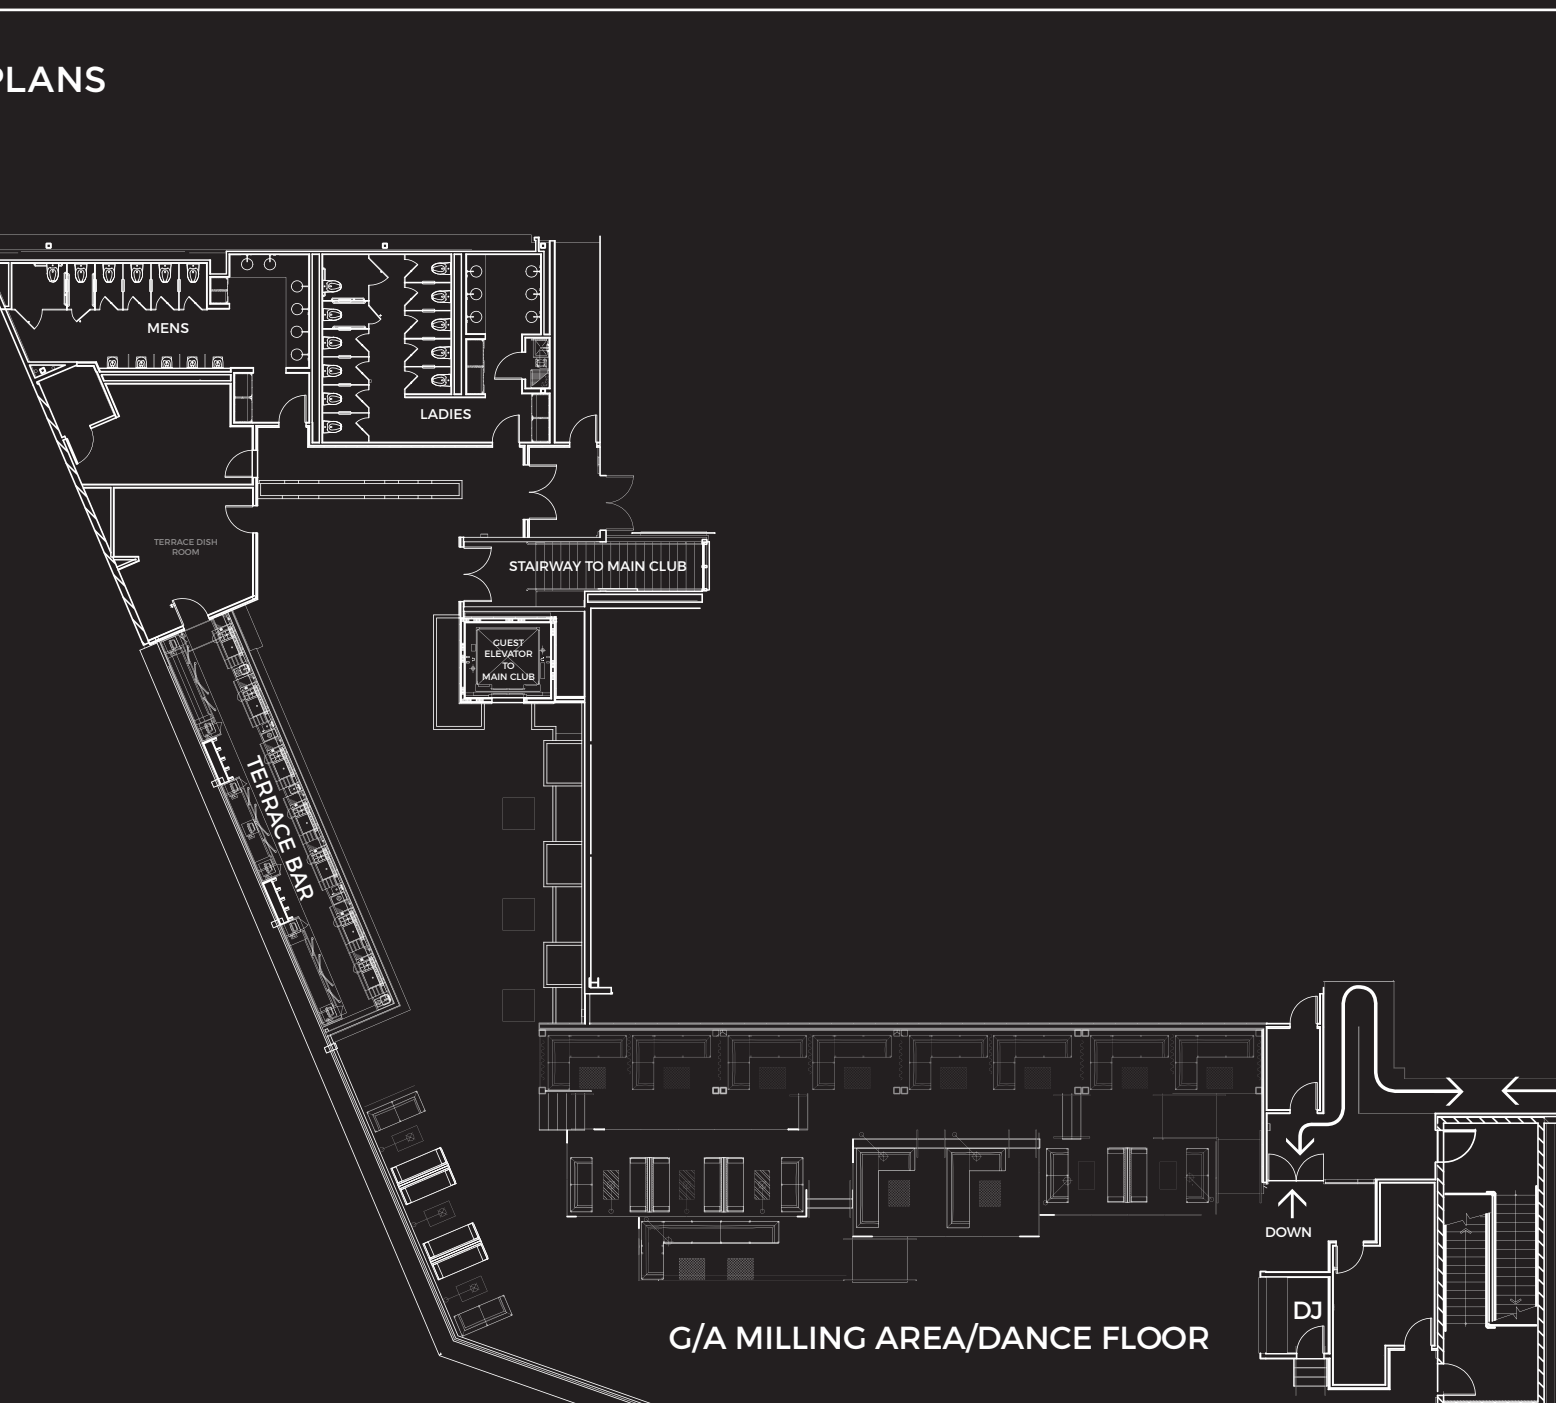 PLANS
MENS
LADIES
TERRACE DISH
ROOM
STAIRWAY TO MAIN CLUB
GUEST
ELEVATOR
TO
MAIN CLUB
TERRACE BAR
DOWN
DJ
G/A MILLING AREA/DANCE FLOOR